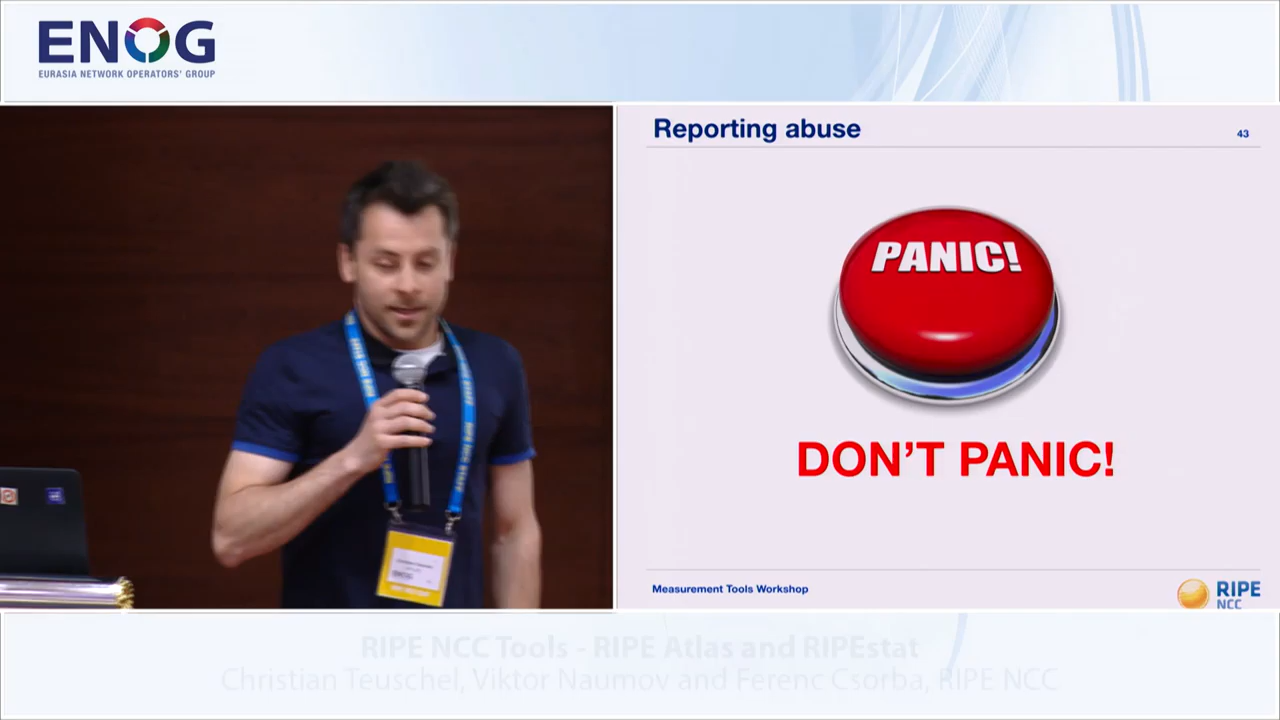 ENOG
EURASIA NETWORK OPERATORS' GROUP
Reporting abuse
43
PANIC!
DON'T PANIC!
Measurement Tools Workshop
RIPE
NCC
RIPE NCC Tools - RIPE Atlas and RIPEstat
Christian Teuschel, Viktor Naumov and Ferenc Csorba, RIPE NCC